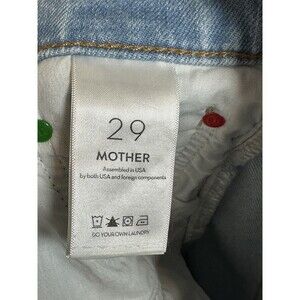 29
MOTHER
Assembled in USA
by both USA and foreign components
DO YOUR OWN LAUNDRY